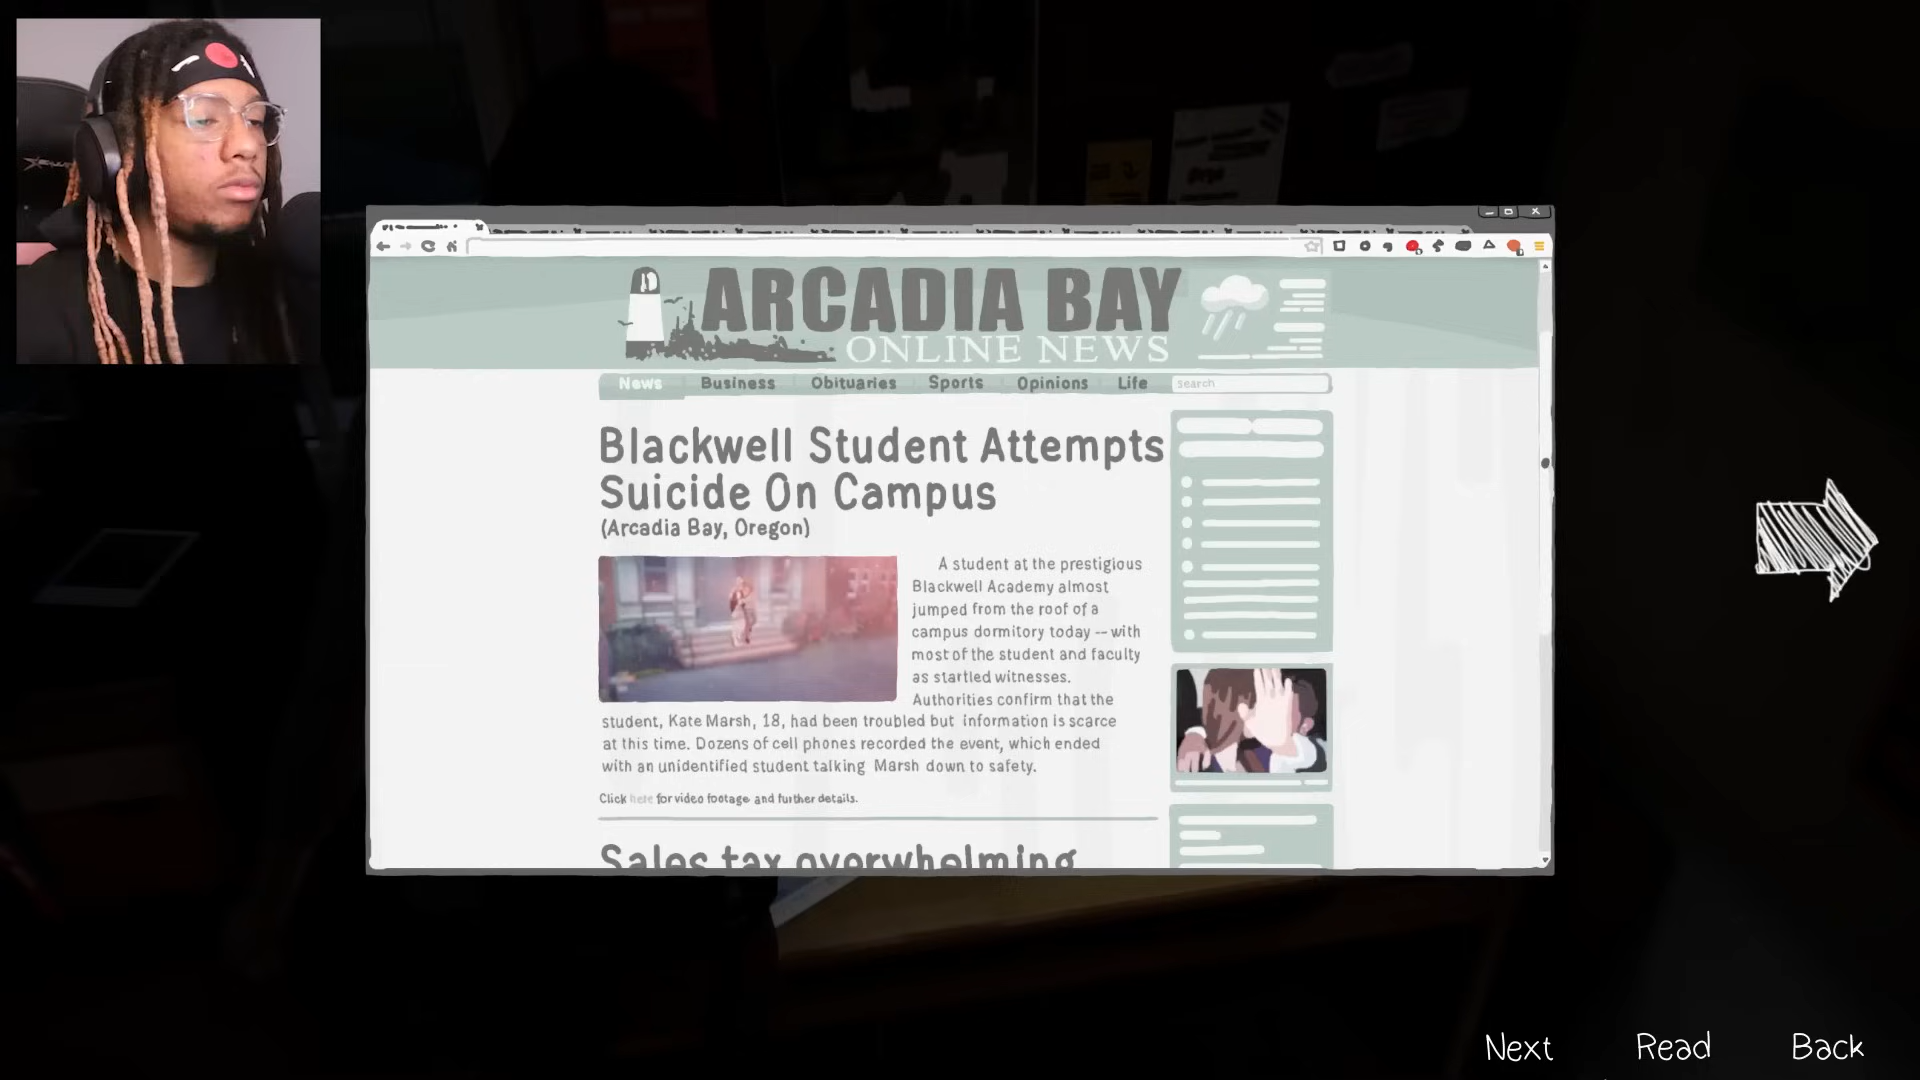 ARCADIA BAY
ONLINE NEWS
News Business Obituaries Sports Opinions Life search
Blackwell Student Attempts
Suicide On Campus
(Arcadia Bay, Oregon)
A student at the prestigious
Blackwell Academy almost
jumped from the roof of a
campus dormitory today -- with
most of the student and faculty
as startled witnesses.
Authorities confirm that the
student, Kate Marsh, 18, had been troubled but information is scarce
at this time. Dozens of cell phones recorded the event, which ended
with an unidentified student talking Marsh down to safety.
Click here for video footage and further details.
Sales tax overwhelming
Next Read Back